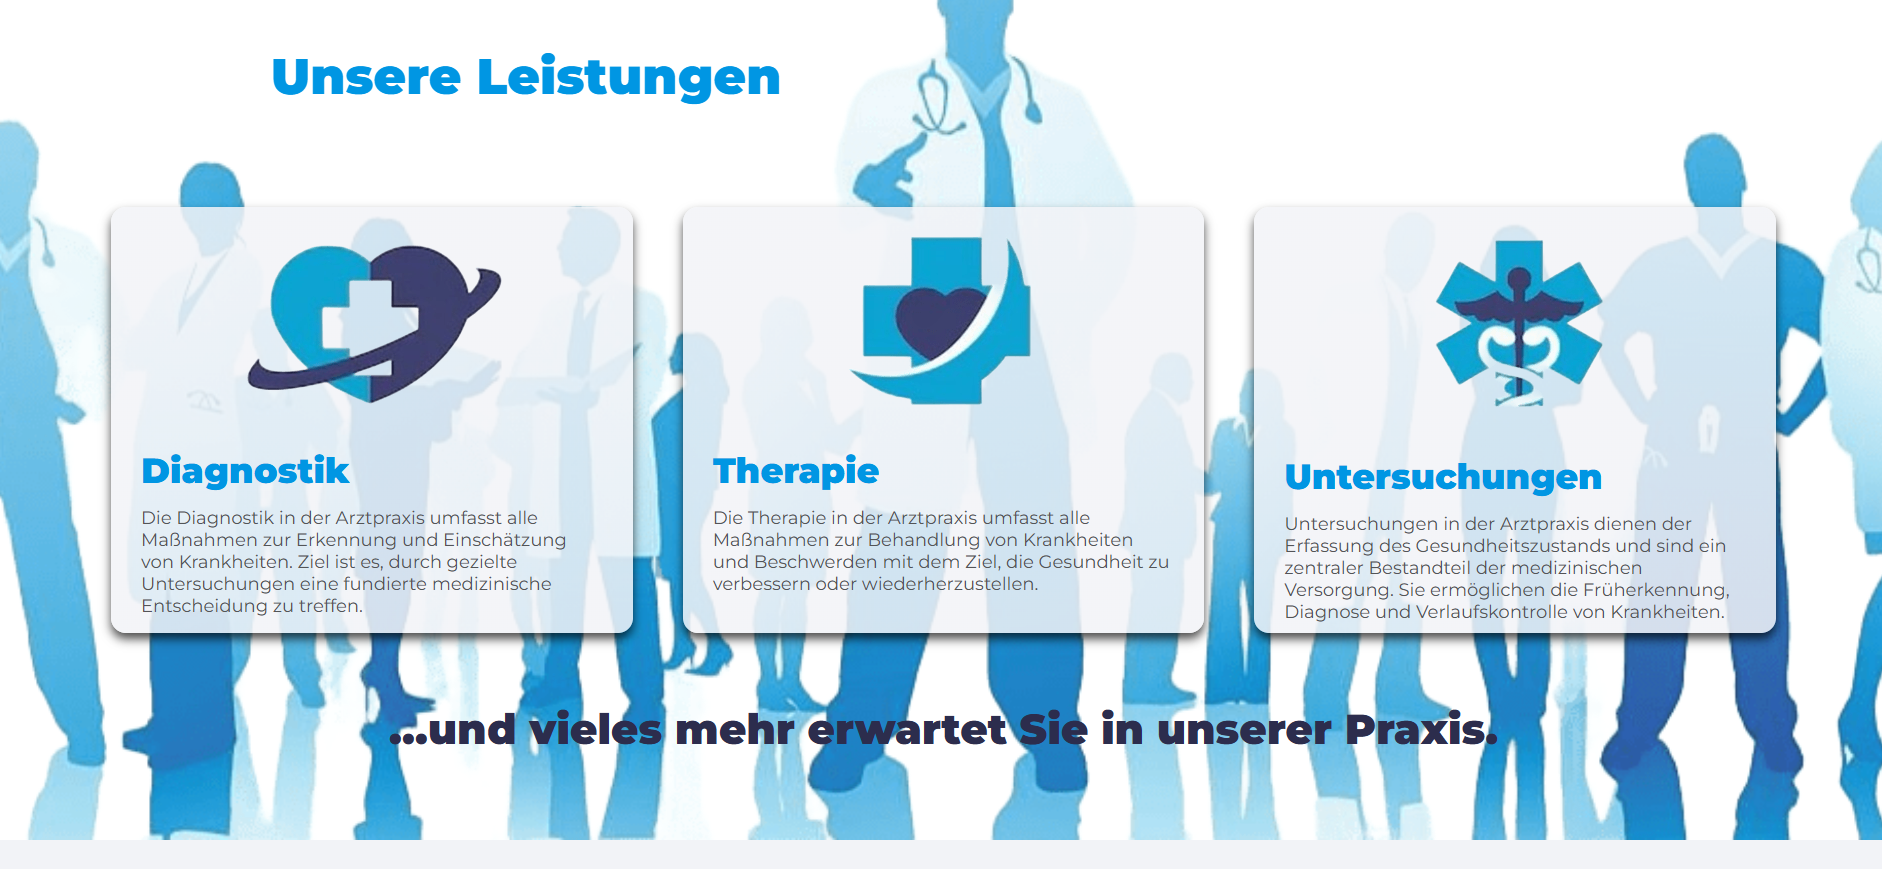 Unsere Leistungen
Diagnostik
Die Diagnostik in der Arztpraxis umfasst alle
Maßnahmen zur Erkennung und Einschätzung
von Krankheiten. Ziel ist es, durch gezielte
Untersuchungen eine fundierte medizinische
Entscheidung zu treffen.
Therapie
Die Therapie in der Arztpraxis umfasst alle
Maßnahmen zur Behandlung von Krankheiten
und Beschwerden mit dem Ziel, die Gesundheit zu
verbessern oder wiederherzustellen.
Untersuchungen
Untersuchungen in der Arztpraxis dienen der
Erfassung des Gesundheitszustands und sind ein
zentraler Bestandteil der medizinischen
Versorgung. Sie ermöglichen die Früherkennung,
Diagnose und Verlaufskontrolle von Krankheiten.
...und vieles mehr erwartet Sie in unserer Praxis.